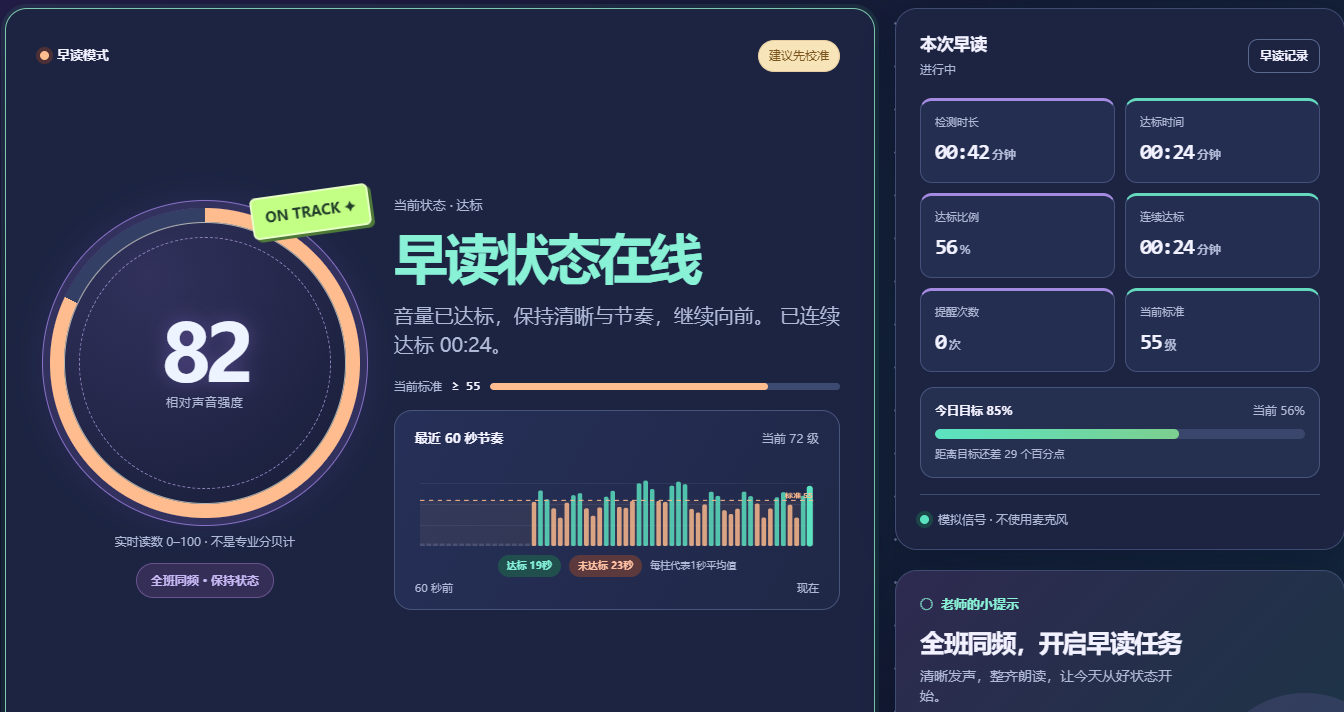 早读模式
建议先校准
ON TRACK ✦
82
相对声音强度
实时读数 0–100 · 不是专业分贝计
全班同频 • 保持状态
当前状态 · 达标
早读状态在线
音量已达标，保持清晰与节奏，继续向前。 已连续
达标 00:24。
当前标准 ≥ 55
最近 60 秒节奏
当前 72 级
达标 19秒
未达标 23秒
每柱代表1秒平均值
60 秒前
现在
本次早读
进行中
早读记录
检测时长
00:42 分钟
达标时间
00:24 分钟
达标比例
56 %
连续达标
00:24 分钟
提醒次数
0 次
当前标准
55 级
今日目标 85%
当前 56%
距离目标还差 29 个百分点
模拟信号 · 不使用麦克风
老师的小提示
全班同频，开启早读任务
清晰发声，整齐朗读，让今天从好状态开
始。